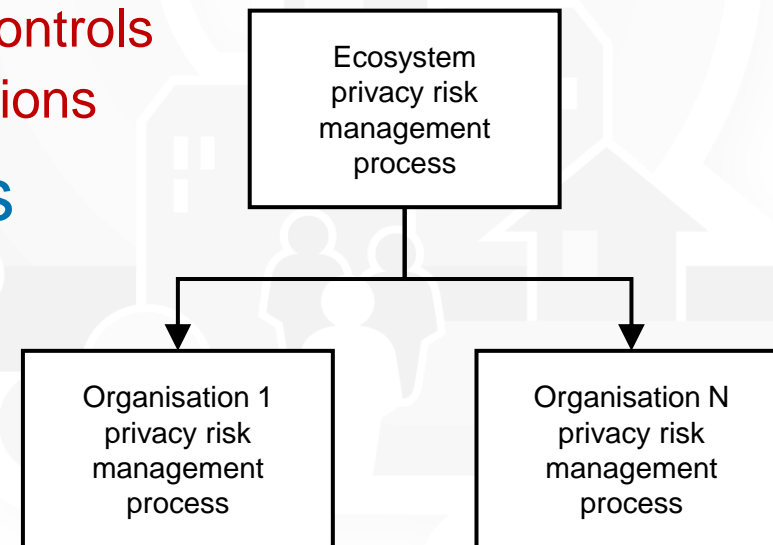 ontrols
ions
s
Ecosystem
privacy risk
management
process
Organisation 1
privacy risk
management
process
Organisation N
privacy risk
management
process